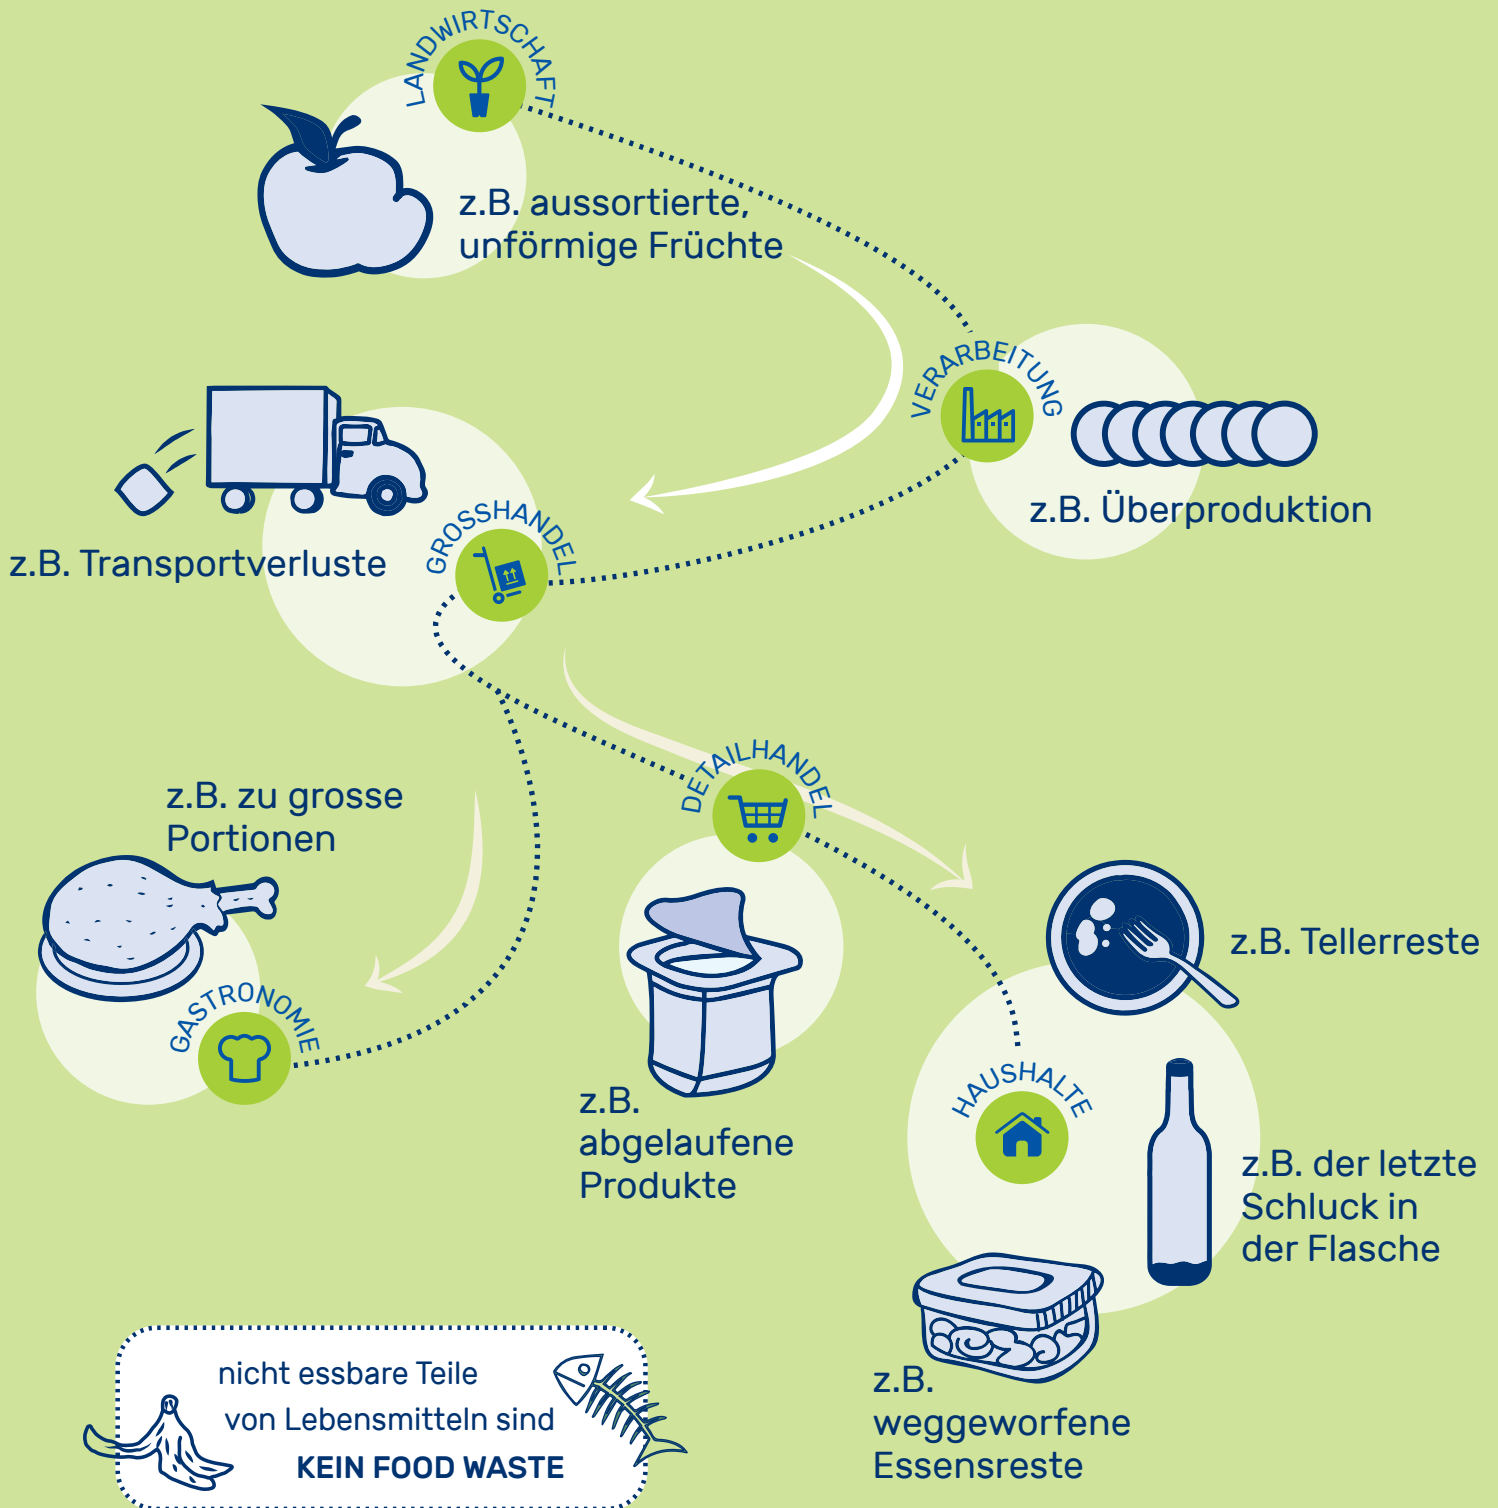 LANDWIRTSCHAFT
z.B. aussortierte,
unförmige Früchte
VERARBEITUNG
z.B. Überproduktion
GROSSHANDEL
z.B. Transportverluste
DETAILHANDEL
z.B. zu grosse
Portionen
GASTRONOMIE
z.B.
abgelaufene
Produkte
z.B. Tellerreste
HAUSHALTE
z.B. der letzte
Schluck in
der Flasche
z.B.
weggeworfene
Essensreste
nicht essbare Teile
von Lebensmitteln sind
KEIN FOOD WASTE